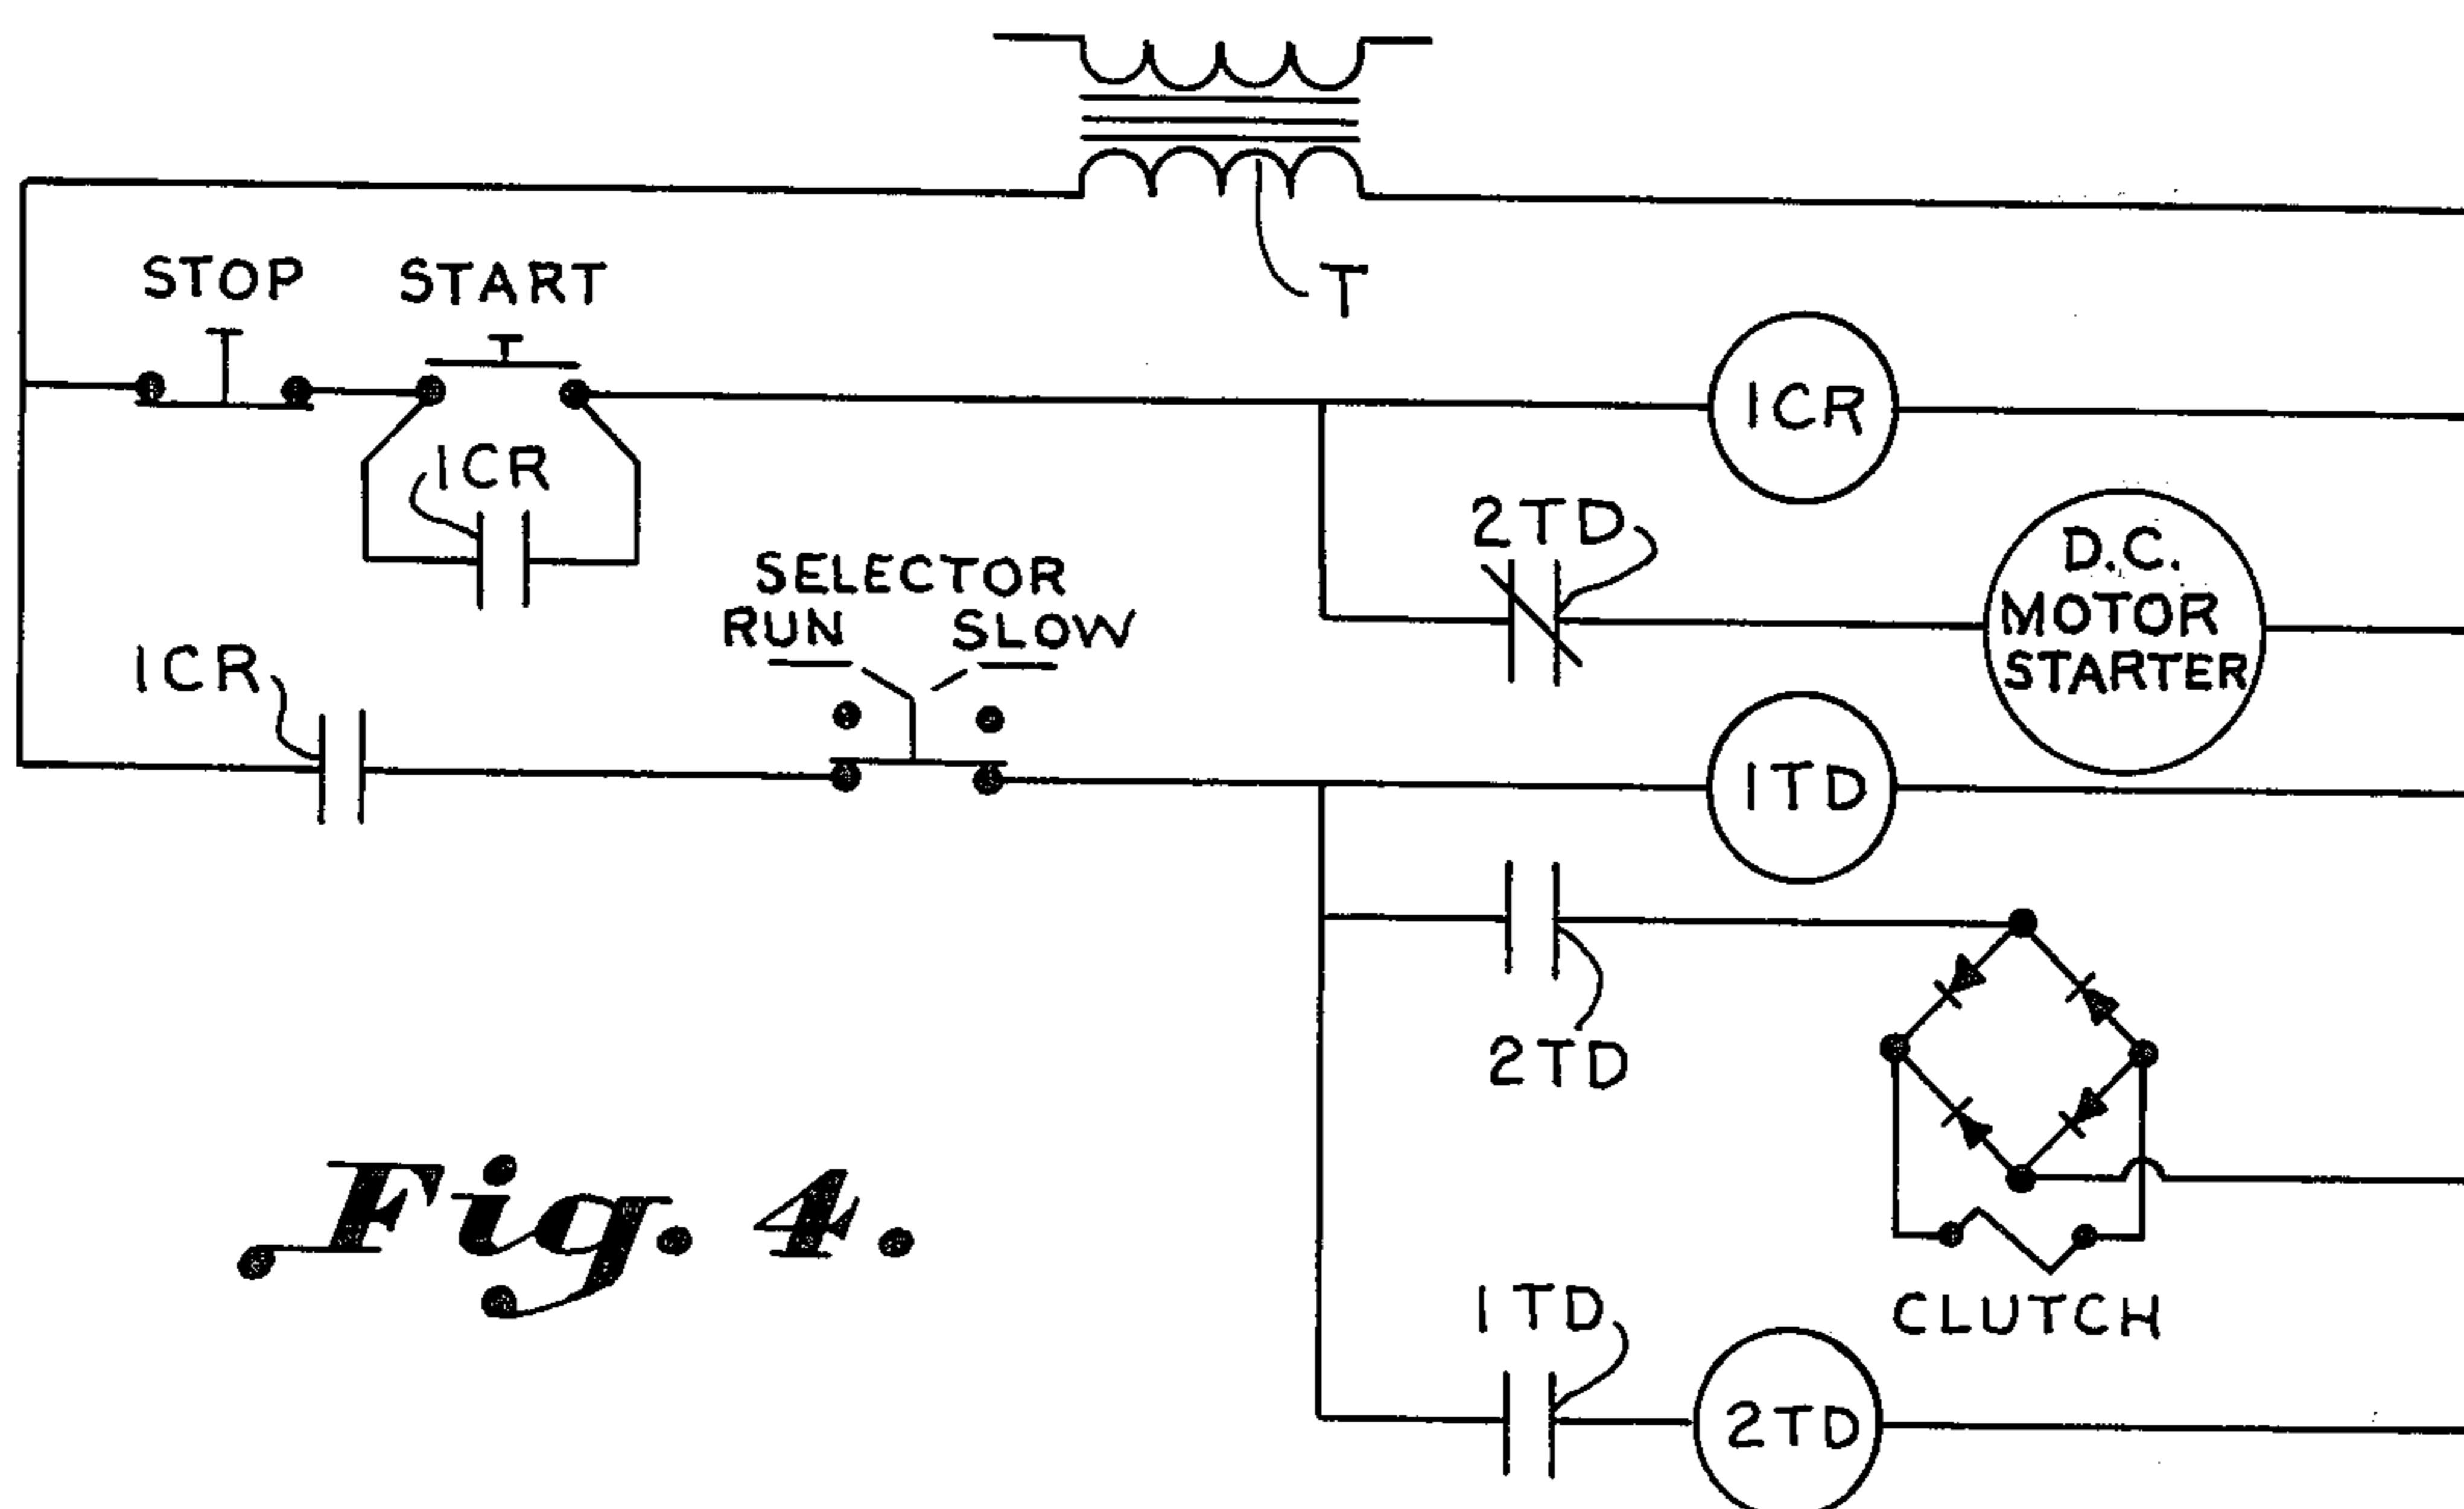 T
STOP
START
1CR
1CR
2TD
D.C.
MOTOR
STARTER
SELECTOR
RUN SLOW
1CR
1TD
2TD
CLUTCH
1TD
2TD
Fig. 4.